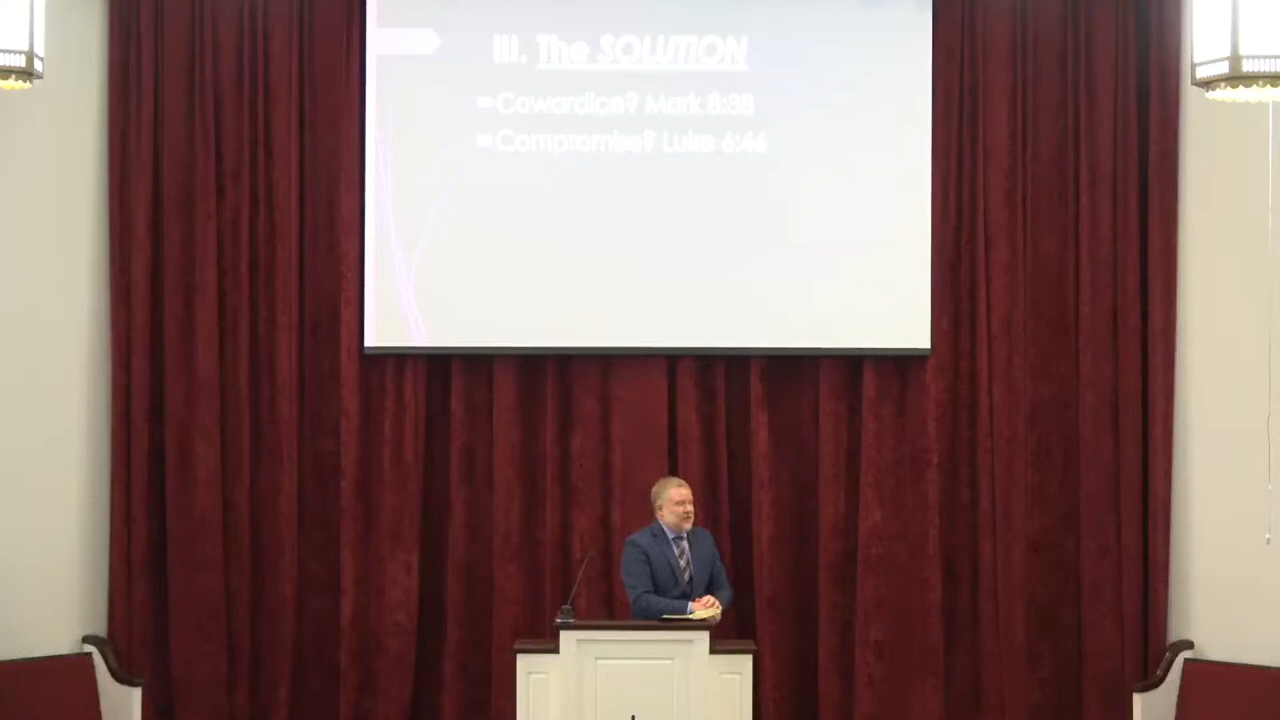 III. The SOLUTION
Cowardice? Mark 8:38
Compromise? Luke 6:46